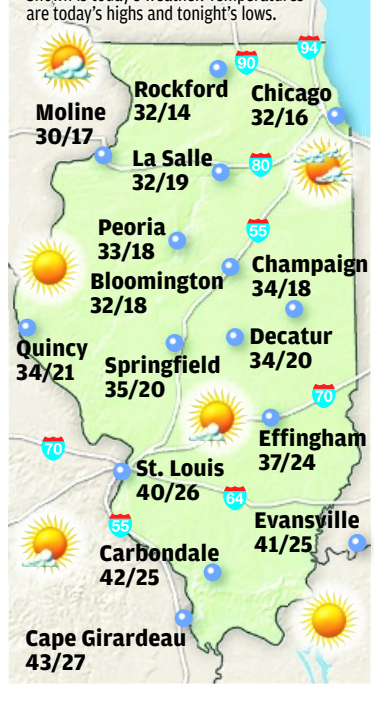 are today's highs and tonight's lows.
94
90
Rockford
32/14
Chicago
32/16
Moline
30/17
La Salle
32/19
80
Peoria
33/18
55
Bloomington
32/18
Champaign
34/18
Quincy
34/21
Springfield
35/20
Decatur
34/20
70
Effingham
37/24
70
St. Louis
40/26
64
55
Evansville
41/25
Carbondale
42/25
Cape Girardeau
43/27